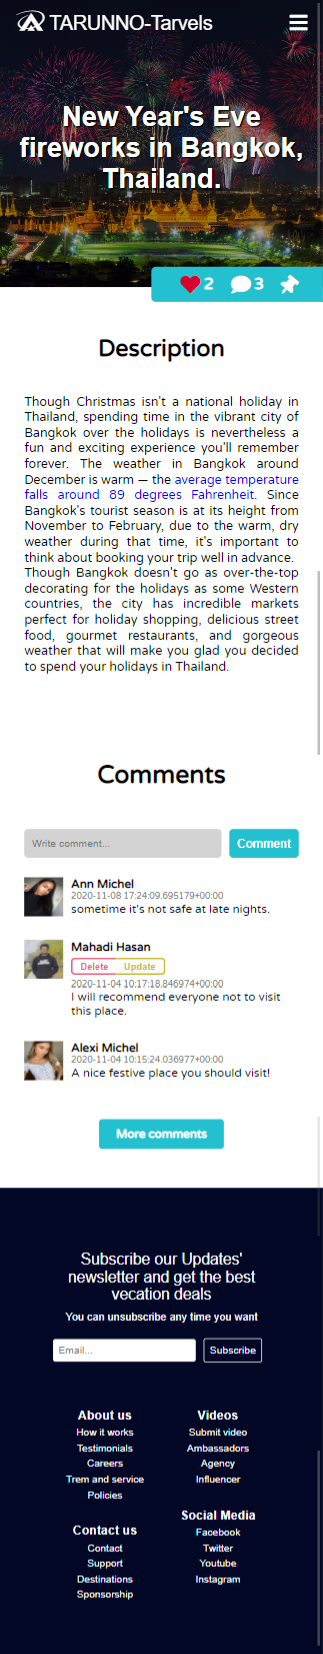 TARUNNO-Tarvels
New Year's Eve
fireworks in Bangkok,
Thailand.
2 3
Description
Though Christmas isn't a national holiday in
Thailand, spending time in the vibrant city of
Bangkok over the holidays is nevertheless a
fun and exciting experience you'll remember
forever. The weather in Bangkok around
December is warm — the average temperature
falls around 89 degrees Fahrenheit. Since
Bangkok's tourist season is at its height from
November to February, due to the warm, dry
weather during that time, it's important to
think about booking your trip well in advance.
Though Bangkok doesn't go as over-the-top
decorating for the holidays as some Western
countries, the city has incredible markets
perfect for holiday shopping, delicious street
food, gourmet restaurants, and gorgeous
weather that will make you glad you decided
to spend your holidays in Thailand.
Comments
Write comment... Comment
Ann Michel
2020-11-08 17:24:09.695179+00:00
sometime it's not safe at late nights.
Mahadi Hasan
Delete Update
2020-11-04 10:17:18.846974+00:00
I will recommend everyone not to visit
this place.
Alexi Michel
2020-11-04 10:15:24.036977+00:00
A nice festive place you should visit!
More comments
Subscribe our Updates'
newsletter and get the best
vecation deals
You can unsubscribe any time you want
Email... Subscribe
About us
How it works
Testimonials
Careers
Trem and service
Policies
Videos
Submit video
Ambassadors
Agency
Influencer
Contact us
Contact
Support
Destinations
Sponsorship
Social Media
Facebook
Twitter
Youtube
Instagram